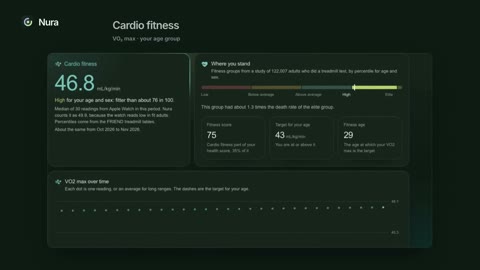 Nura
Cardio fitness
VO₂ max · your age group
Cardio fitness
46.8 mL/kg/min
High for your age and sex: fitter than about 76 in 100.
Median of 30 readings from Apple Watch in this period. Nura
counts it as 49.8, because the watch reads low in fit adults.
Percentiles come from the FRIEND treadmill tables.
About the same from Oct 2026 to Nov 2026.
Where you stand
Fitness groups from a study of 122,007 adults who did a treadmill test, by percentile for age and
sex.
Low
Below average
Above average
High
Elite
This group had about 1.3 times the death rate of the elite group.
Fitness score
75
Cardio fitness part of your
health score, 35% of it
Target for your age
43 mL/kg/min
You are at or above it
Fitness age
29
The age at which your VO2
max is the target
VO2 max over time
Each dot is one reading, or an average for long ranges. The dashes are the target for your age.